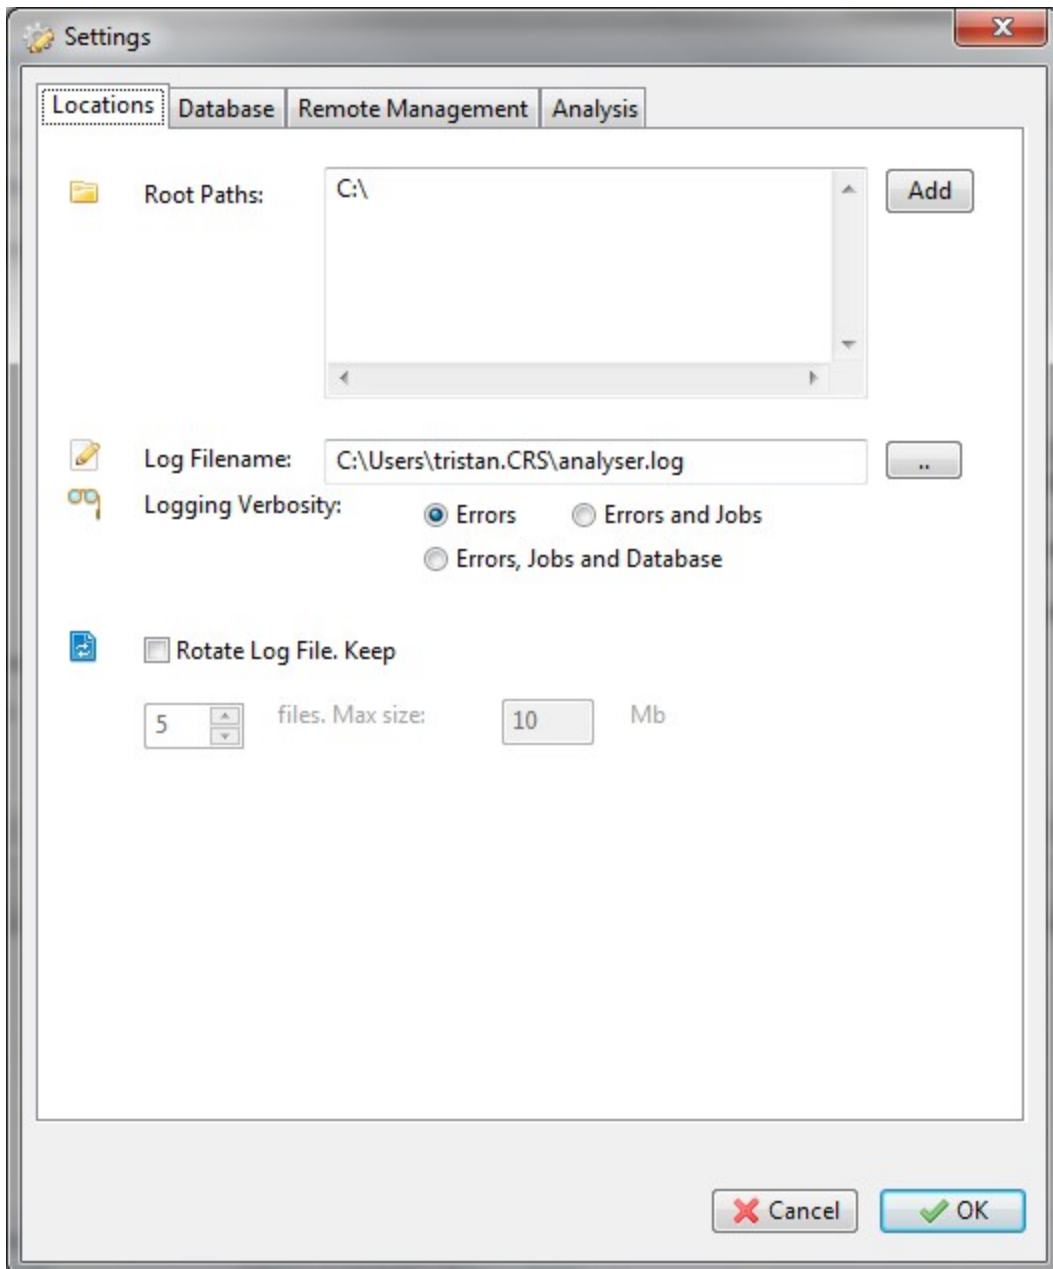 Settings
Locations Database Remote Management Analysis
Root Paths: C:\ Add
Log Filename: C:\Users\tristan.CRS\analyser.log ..
Logging Verbosity: Errors Errors and Jobs
Errors, Jobs and Database
Rotate Log File. Keep
5 files. Max size: 10 Mb
Cancel OK